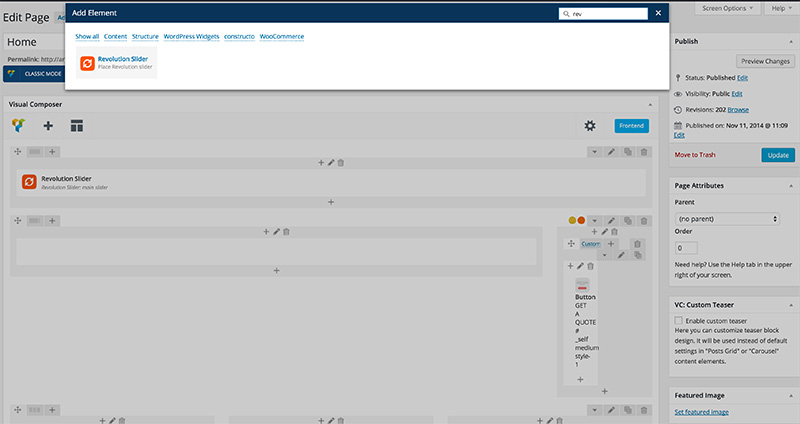 Edit Page
Add Element
rev
Screen Options
Help
Show all Content Structure WordPress Widgets constructo WooCommerce
Revolution Slider
Place Revolution slider
Home
Permalink: http://
CLASSIC MODE
Visual Composer
Frontend
Revolution Slider
Revolution Slider: main slider
Custom
Button
GET
A
QUOTE
#
_self
medium
style-
1
Publish
Preview Changes
Status: Published Edit
Visibility: Public Edit
Revisions: 202 Browse
Published on: Nov 11, 2014 @ 11:09
Edit
Move to Trash
Update
Page Attributes
Parent
(no parent)
Order
0
Need help? Use the Help tab in the upper
right of your screen.
VC: Custom Teaser
Enable custom teaser
Here you can customize teaser block
design, it will be used instead of default
settings in "Posts Grid" or "Carousel"
content elements.
Featured Image
Set featured image